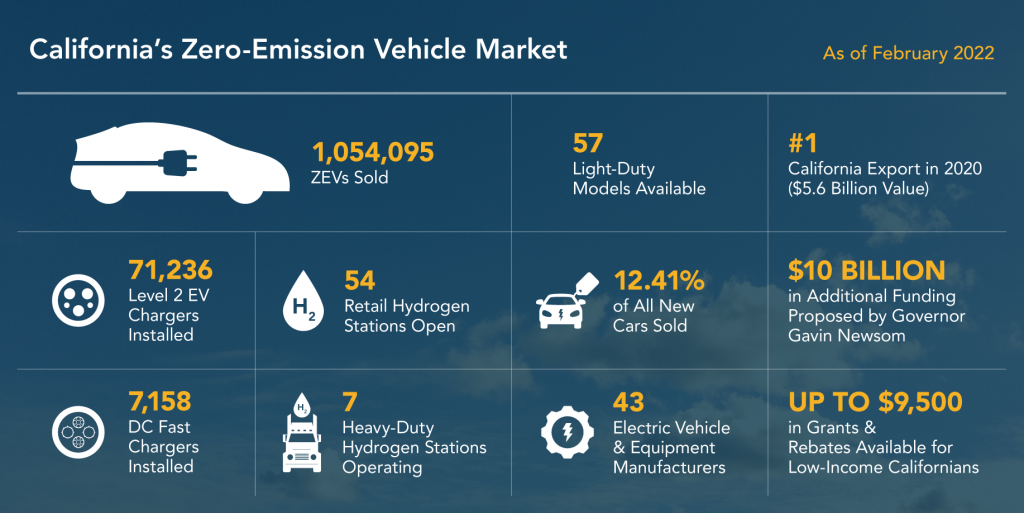 California's Zero-Emission Vehicle Market
As of February 2022
1,054,095
ZEVs Sold
57
Light-Duty
Models Available
#1
California Export in 2020
($5.6 Billion Value)
71,236
Level 2 EV
Chargers
Installed
54
Retail Hydrogen
Stations Open
H2
12.41%
of All New
Cars Sold
$10 BILLION
in Additional Funding
Proposed by Governor
Gavin Newsom
7,158
DC Fast
Chargers
Installed
H2
7
Heavy-Duty
Hydrogen Stations
Operating
43
Electric Vehicle
& Equipment
Manufacturers
UP TO $9,500
in Grants &
Rebates Available for
Low-Income Californians